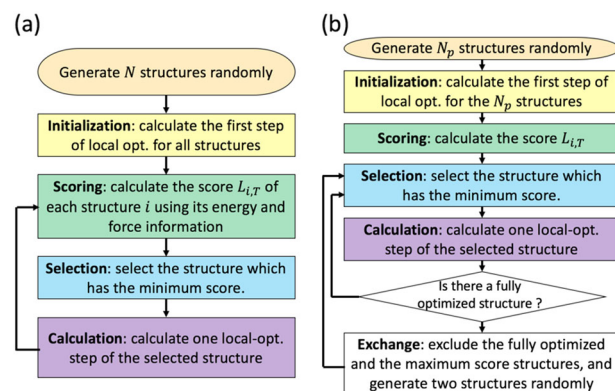 (a)
Generate N structures randomly
Initialization: calculate the first step
of local opt. for all structures
Scoring: calculate the score L_{i,T} of
each structure i using its energy and
force information
Selection: select the structure which
has the minimum score.
Calculation: calculate one local-opt.
step of the selected structure
(b)
Generate N_p structures randomly
Initialization: calculate the first step of
local opt. for the N_p structures
Scoring: calculate the score L_{i,T}
Selection: select the structure which
has the minimum score.
Calculation: calculate one local-opt.
step of the selected structure
Is there a fully
optimized structure ?
Exchange: exclude the fully optimized
and the maximum score structures, and
generate two structures randomly